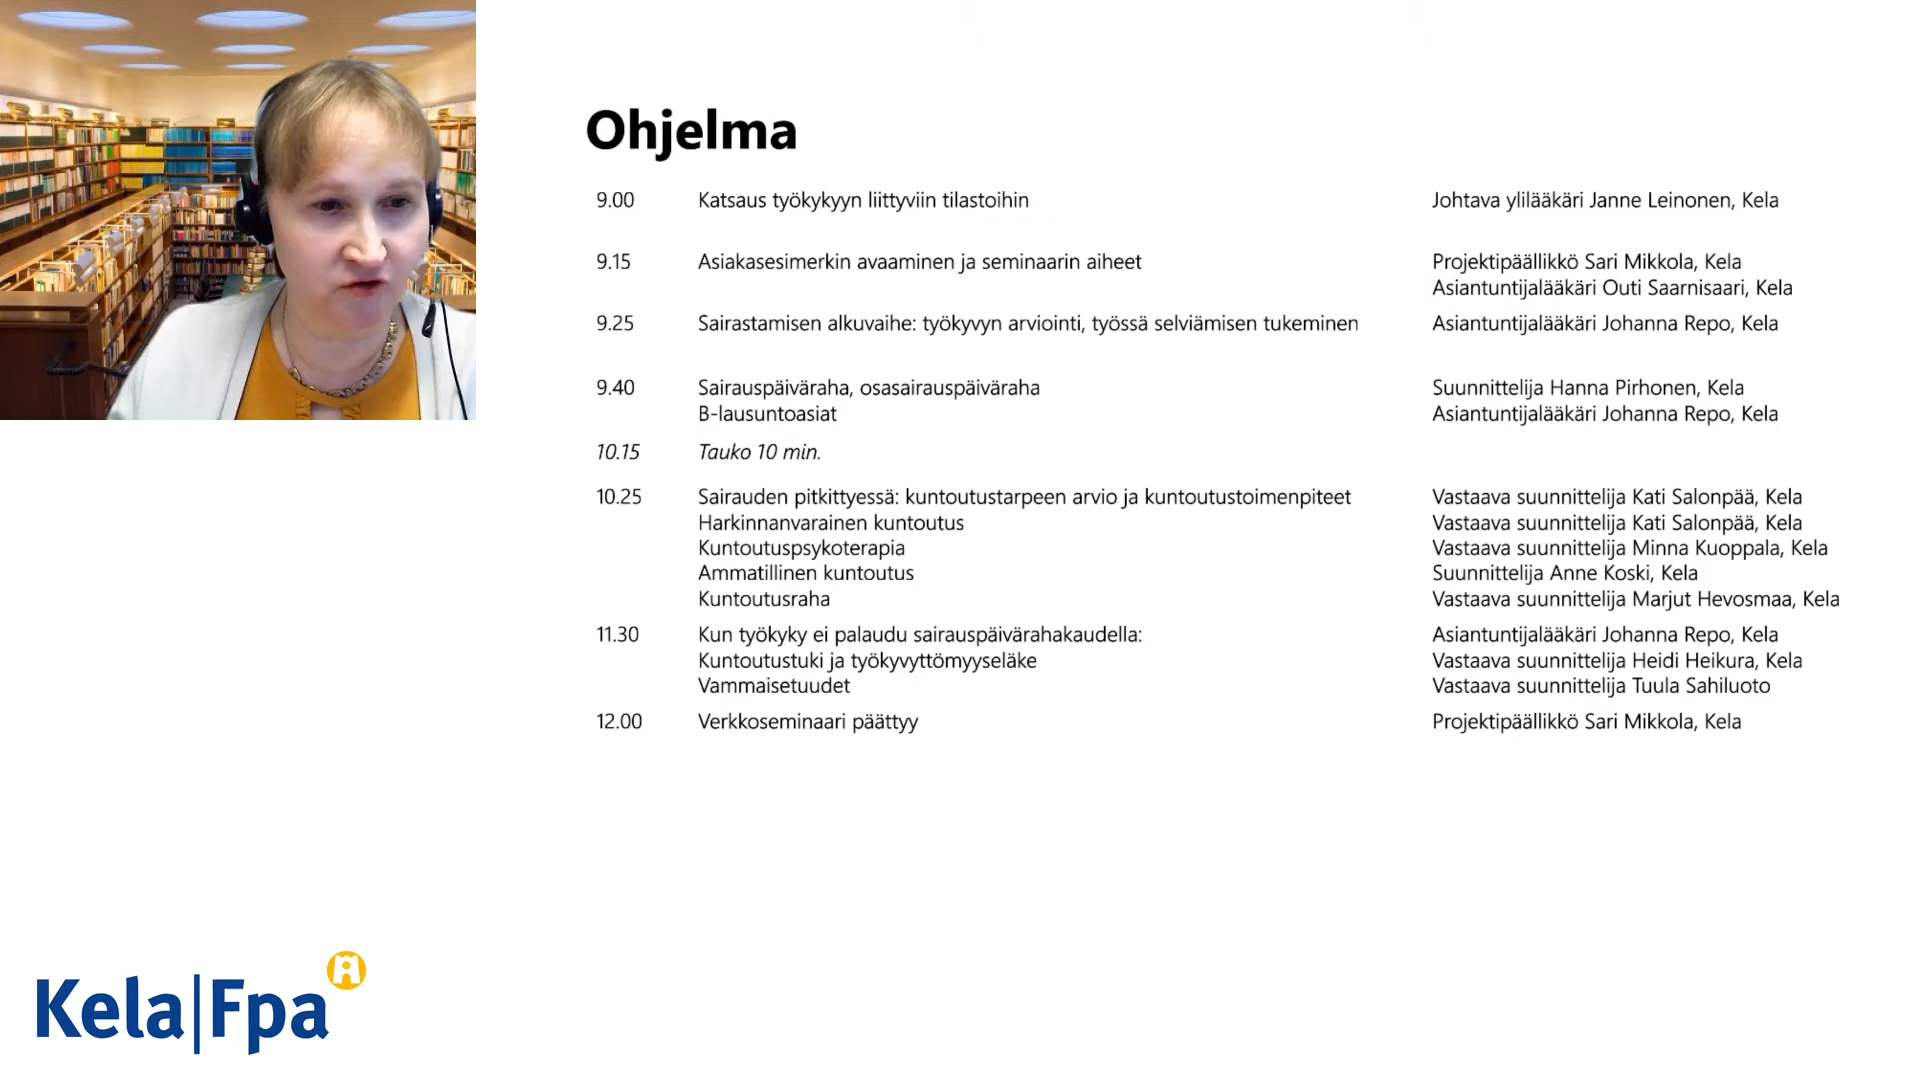 Ohjelma
9.00 Katsaus työkykyyn liittyviin tilastoihin Johtava ylilääkäri Janne Leinonen, Kela
9.15 Asiakasesimerkin avaaminen ja seminaarin aiheet Projektipäällikkö Sari Mikkola, Kela
Asiantuntijalääkäri Outi Saarnisaari, Kela
9.25 Sairastamisen alkuvaihe: työkyvyn arviointi, työssä selviämisen tukeminen Asiantuntijalääkäri Johanna Repo, Kela
9.40 Sairauspäiväraha, osasairauspäiväraha Suunnittelija Hanna Pirhonen, Kela
B-lausuntoasiat Asiantuntijalääkäri Johanna Repo, Kela
10.15 Tauko 10 min.
10.25 Sairauden pitkittyessä: kuntoutustarpeen arvio ja kuntoutustoimenpiteet Vastaava suunnittelija Kati Salonpää, Kela
Harkinnanvarainen kuntoutus Vastaava suunnittelija Kati Salonpää, Kela
Kuntoutuspsykoterapia Vastaava suunnittelija Minna Kuoppala, Kela
Ammatillinen kuntoutus Suunnittelija Anne Koski, Kela
Kuntoutusraha Vastaava suunnittelija Marjut Hevosmaa, Kela
11.30 Kun työkyky ei palaudu sairauspäivärahakaudella: Asiantuntijalääkäri Johanna Repo, Kela
Kuntoutustuki ja työkyvyttömyyseläke Vastaava suunnittelija Heidi Heikura, Kela
Vammaisetuudet Vastaava suunnittelija Tuula Sahiluoto
12.00 Verkkoseminaari päättyy Projektipäällikkö Sari Mikkola, Kela
Kela|Fpa